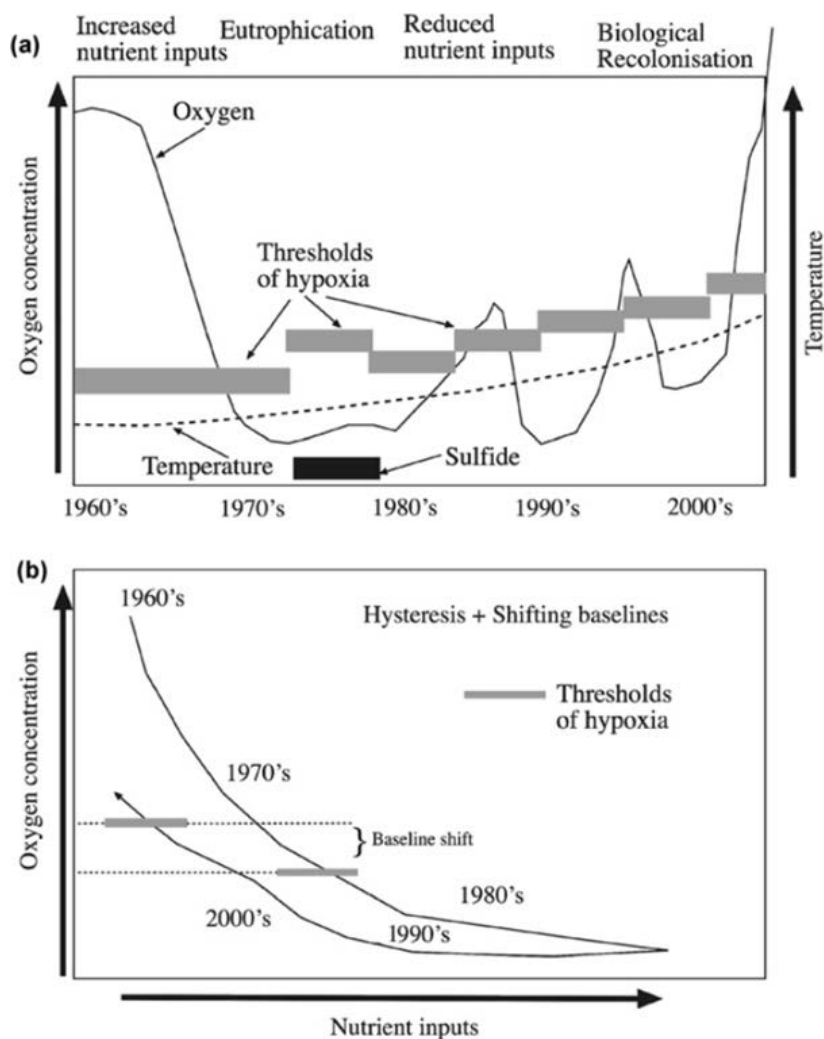 (a)
Increased
nutrient inputs
Eutrophication
Reduced
nutrient inputs
Biological
Recolonisation
Oxygen
Oxygen concentration
Thresholds
of hypoxia
Temperature
Temperature
Sulfide
1960's
1970's
1980's
1990's
2000's
(b)
1960's
Hysteresis + Shifting baselines
Thresholds
of hypoxia
Oxygen concentration
1970's
} Baseline shift
1980's
2000's
1990's
Nutrient inputs